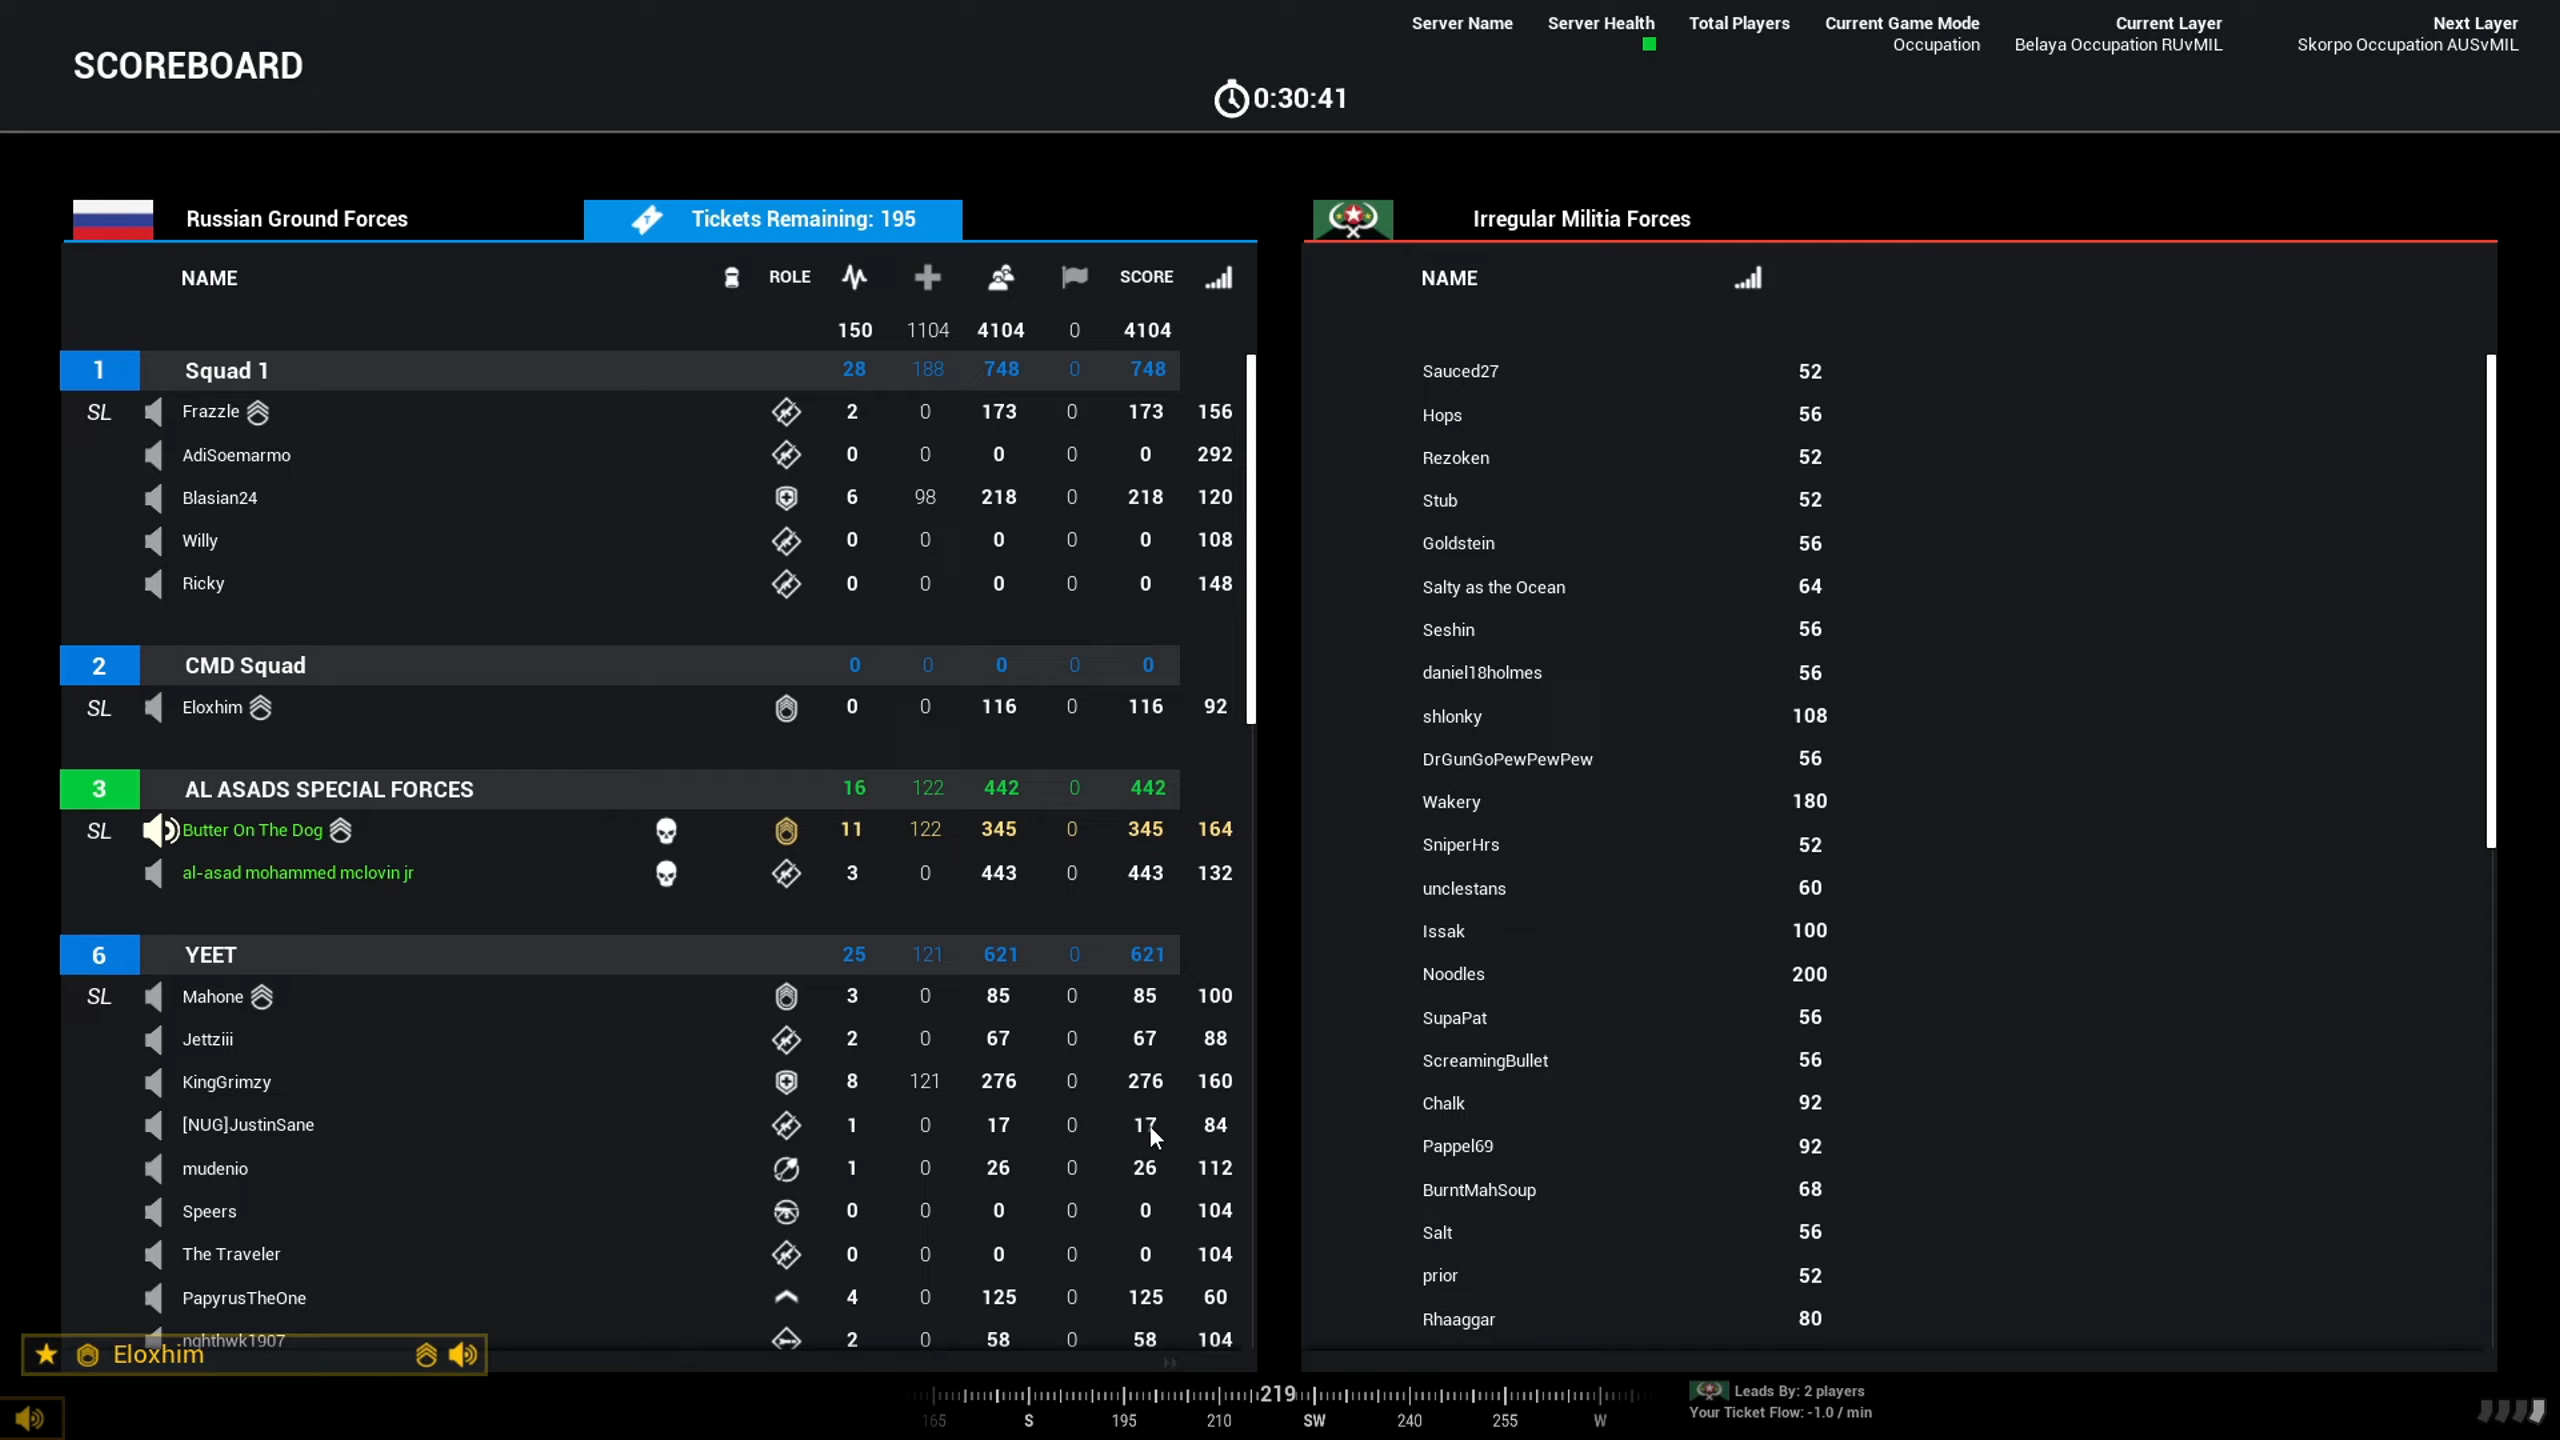 SCOREBOARD
Server Name Server Health Total Players Current Game Mode Current Layer Next Layer
Occupation Belaya Occupation RUvMIL Skorpo Occupation AUSvMIL
0:30:41
Russian Ground Forces Tickets Remaining: 195
NAME ROLE SCORE
150 1104 4104 0 4104
1 Squad 1 28 188 748 0 748
SL Frazzle 2 0 173 0 173 156
AdiSoemarmo 0 0 0 0 0 292
Blasian24 6 98 218 0 218 120
Willy 0 0 0 0 0 108
Ricky 0 0 0 0 0 148
2 CMD Squad 0 0 0 0 0
SL Eloxhim 0 0 116 0 116 92
3 AL ASADS SPECIAL FORCES 16 122 442 0 442
SL Butter On The Dog 11 122 345 0 345 164
al-asad mohammed mclovin jr 3 0 443 0 443 132
6 YEET 25 121 621 0 621
SL Mahone 3 0 85 0 85 100
Jettziii 2 0 67 0 67 88
KingGrimzy 8 121 276 0 276 160
[NUG]JustinSane 1 0 17 0 17 84
mudenio 1 0 26 0 26 112
Speers 0 0 0 0 0 104
The Traveler 0 0 0 0 0 104
PapyrusTheOne 4 0 125 0 125 60
nghthwk1907 2 0 58 0 58 104
Irregular Militia Forces
NAME
Sauced27 52
Hops 56
Rezoken 52
Stub 52
Goldstein 56
Salty as the Ocean 64
Seshin 56
daniel18holmes 56
shlonky 108
DrGunGoPewPewPew 56
Wakery 180
SniperHrs 52
unclestans 60
Issak 100
Noodles 200
SupaPat 56
ScreamingBullet 56
Chalk 92
Pappel69 92
BurntMahSoup 68
Salt 56
prior 52
Rhaaggar 80
Eloxhim
219
165 S 195 210 SW 240 255 W
Leads By: 2 players
Your Ticket Flow: -1.0 / min